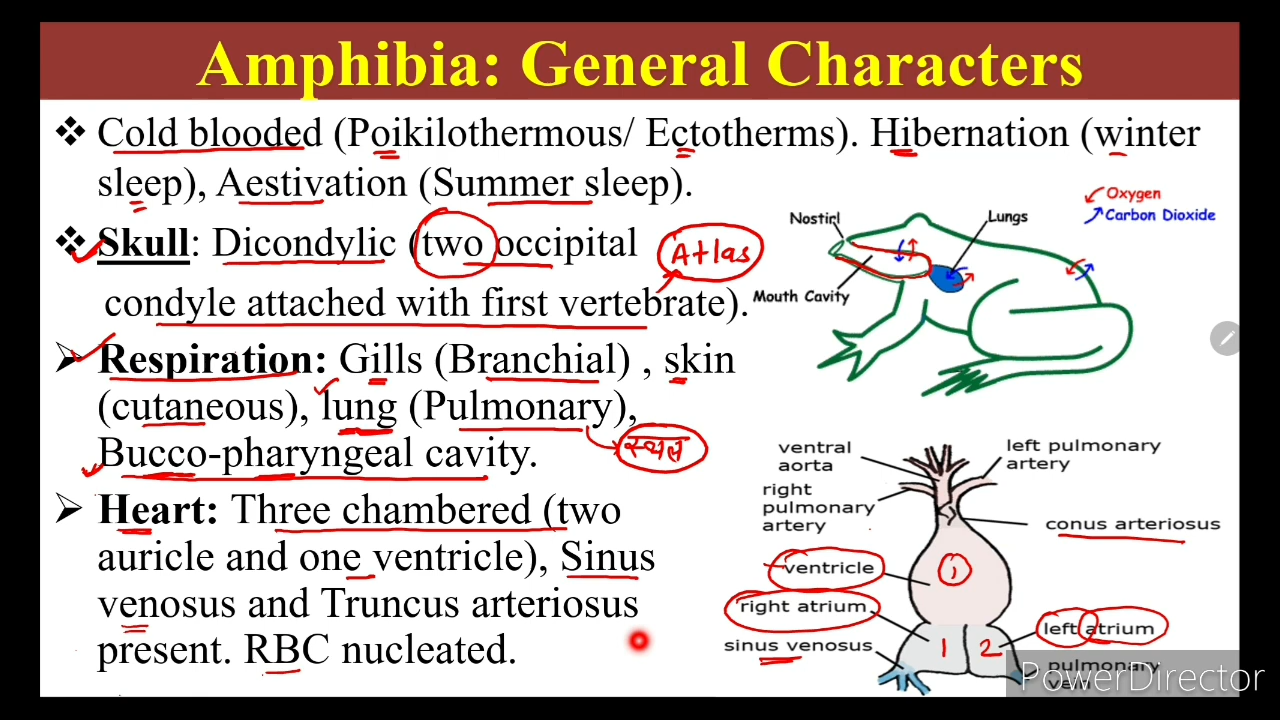 Amphibia: General Characters
❖ Cold blooded (Poikilothermous/ Ectotherms). Hibernation (winter
sleep), Aestivation (Summer sleep).
❖ Skull: Dicondylic (two occipital
Atlas
condyle attached with first vertebrate).
➢ Respiration: Gills (Branchial) , skin
(cutaneous), lung (Pulmonary),
Bucco-pharyngeal cavity.
➢ Heart: Three chambered (two
auricle and one ventricle), Sinus
venosus and Truncus arteriosus
present. RBC nucleated.
Oxygen
Carbon Dioxide
Nostirl
Lungs
Mouth Cavity
ventral
aorta
left pulmonary
artery
right
pulmonary
artery
conus arteriosus
ventricle
1
right atrium
left atrium
1 2
sinus venosus
pulmonary
vein
PowerDirector